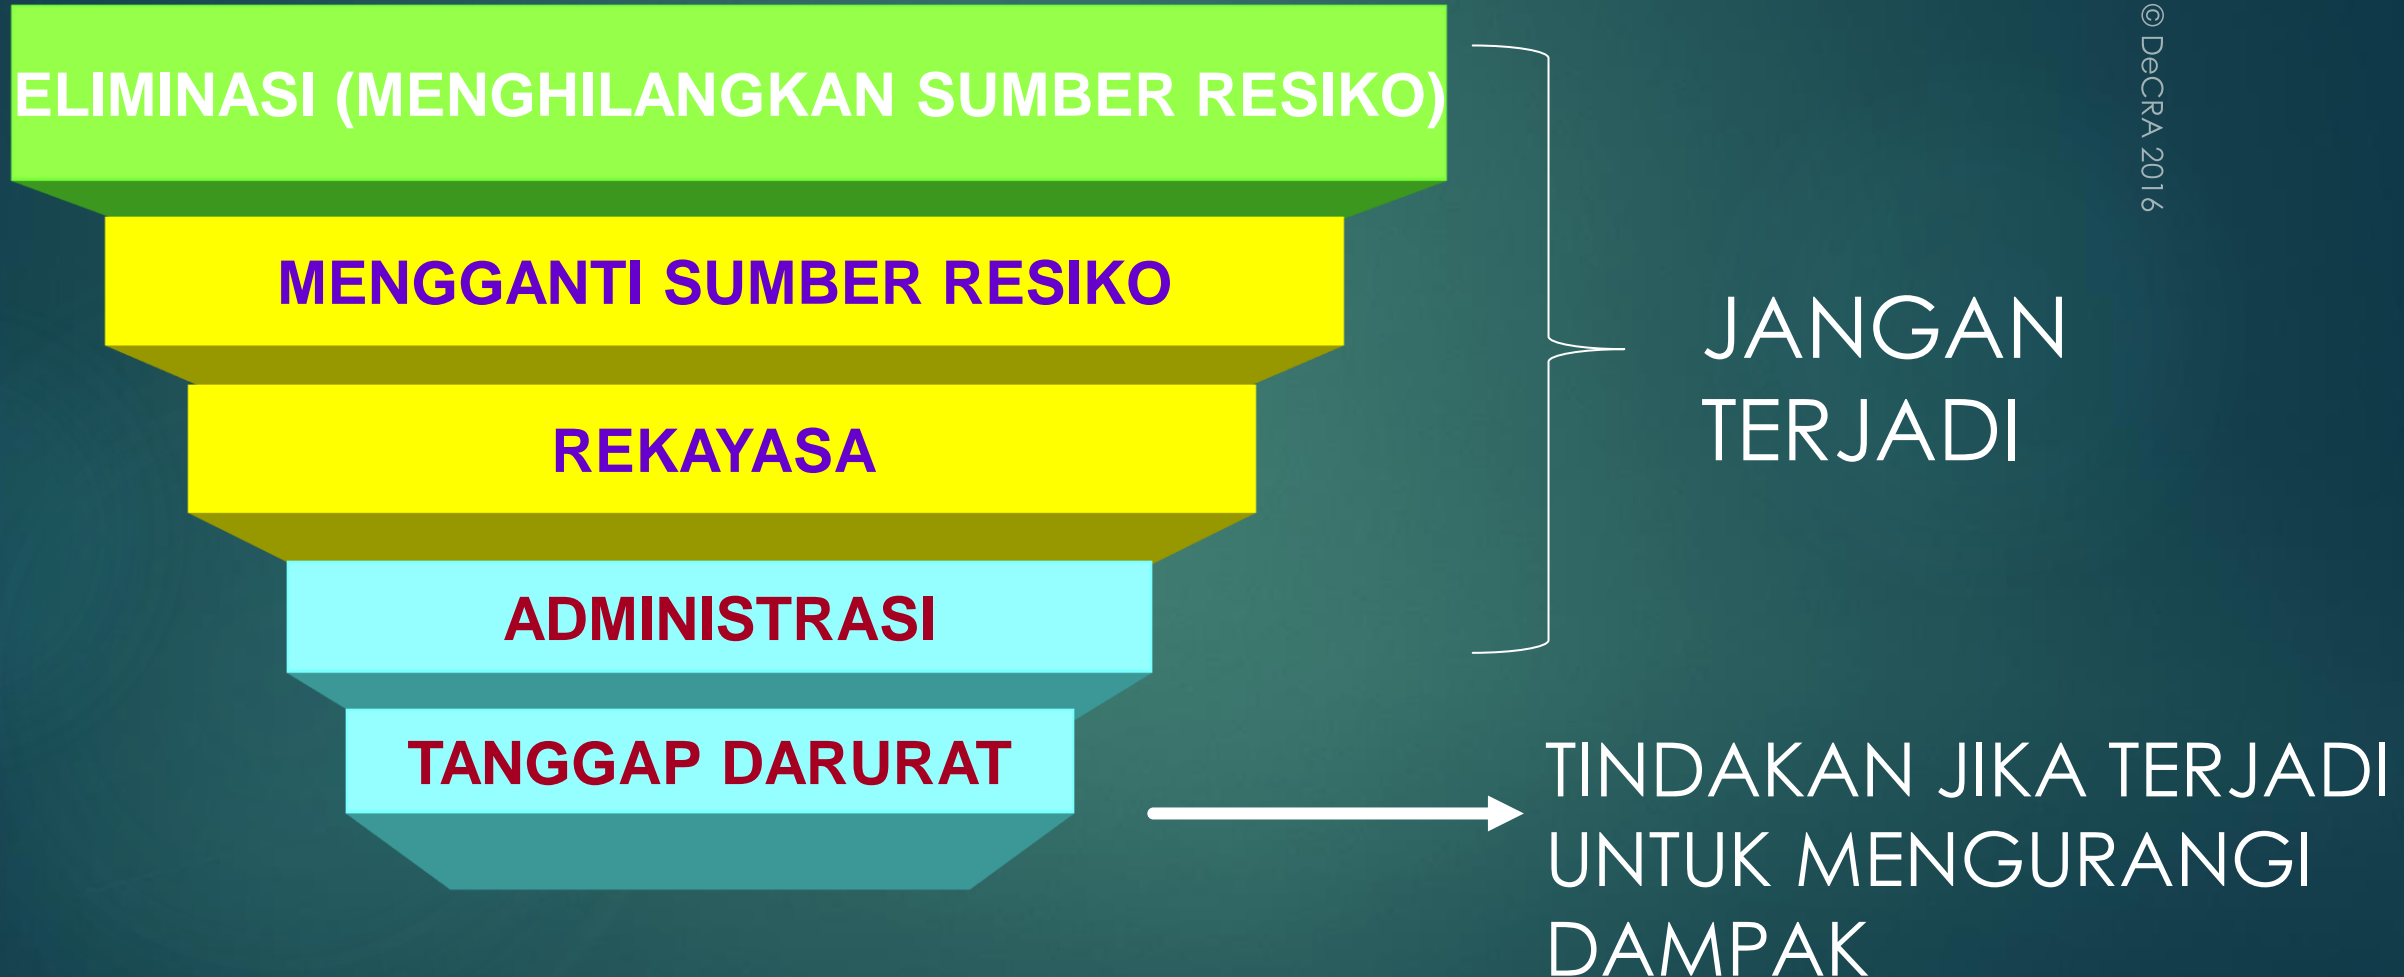 ELIMINASI (MENGHILANGKAN SUMBER RESIKO)
MENGGANTI SUMBER RESIKO
REKAYASA
ADMINISTRASI
TANGGAP DARURAT
JANGAN
TERJADI
TINDAKAN JIKA TERJADI
UNTUK MENGURANGI
DAMPAK
© DeCRA 2016